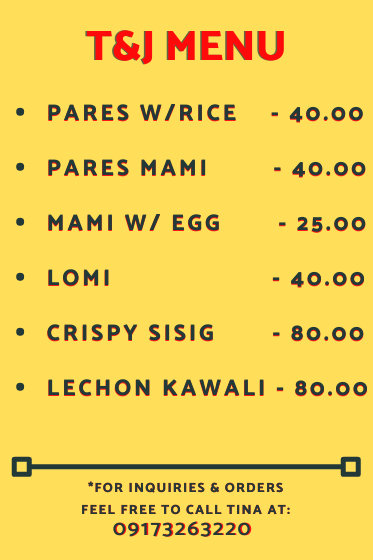 T&J MENU
• PARES W/RICE - 40.00
• PARES MAMI - 40.00
• MAMI W/ EGG - 25.00
• LOMI - 40.00
• CRISPY SISIG - 80.00
• LECHON KAWALI - 80.00
*FOR INQUIRIES & ORDERS
FEEL FREE TO CALL TINA AT:
09173263220